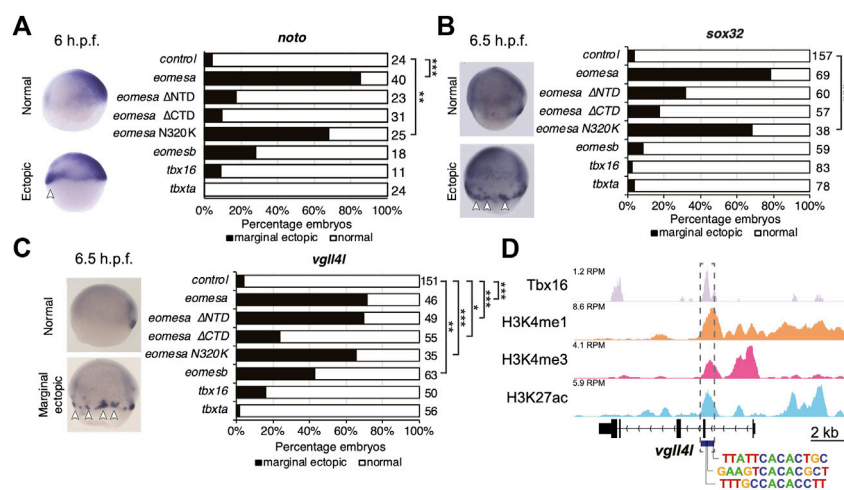 A
6 h.p.f.
Normal
Ectopic
noto
control 24
eomesa 40
eomesa ΔNTD 23
eomesa ΔCTD 31
eomesa N320K 25
eomesb 18
tbx16 11
tbxta 24
*** **
0% 20% 40% 60% 80% 100%
Percentage embryos
marginal ectopic normal
B
6.5 h.p.f.
Normal
Ectopic
sox32
control 157
eomesa 69
eomesa ΔNTD 60
eomesa ΔCTD 57
eomesa N320K 38
eomesb 59
tbx16 83
tbxta 78
0% 20% 40% 60% 80% 100%
Percentage embryos
marginal ectopic normal
C
6.5 h.p.f.
Normal
Marginal
ectopic
vgll4l
control 151
eomesa 46
eomesa ΔNTD 49
eomesa ΔCTD 55
eomesa N320K 35
eomesb 63
tbx16 50
tbxta 56
** *** * *** ***
0% 20% 40% 60% 80% 100%
Percentage embryos
marginal ectopic normal
D
Tbx16 1.2 RPM
H3K4me1 8.6 RPM
H3K4me3 4.1 RPM
H3K27ac 5.9 RPM
2 kb
vgll4l
TTATTCACACTGC
GAAGTCACACGCT
TTTGCCACACCTT